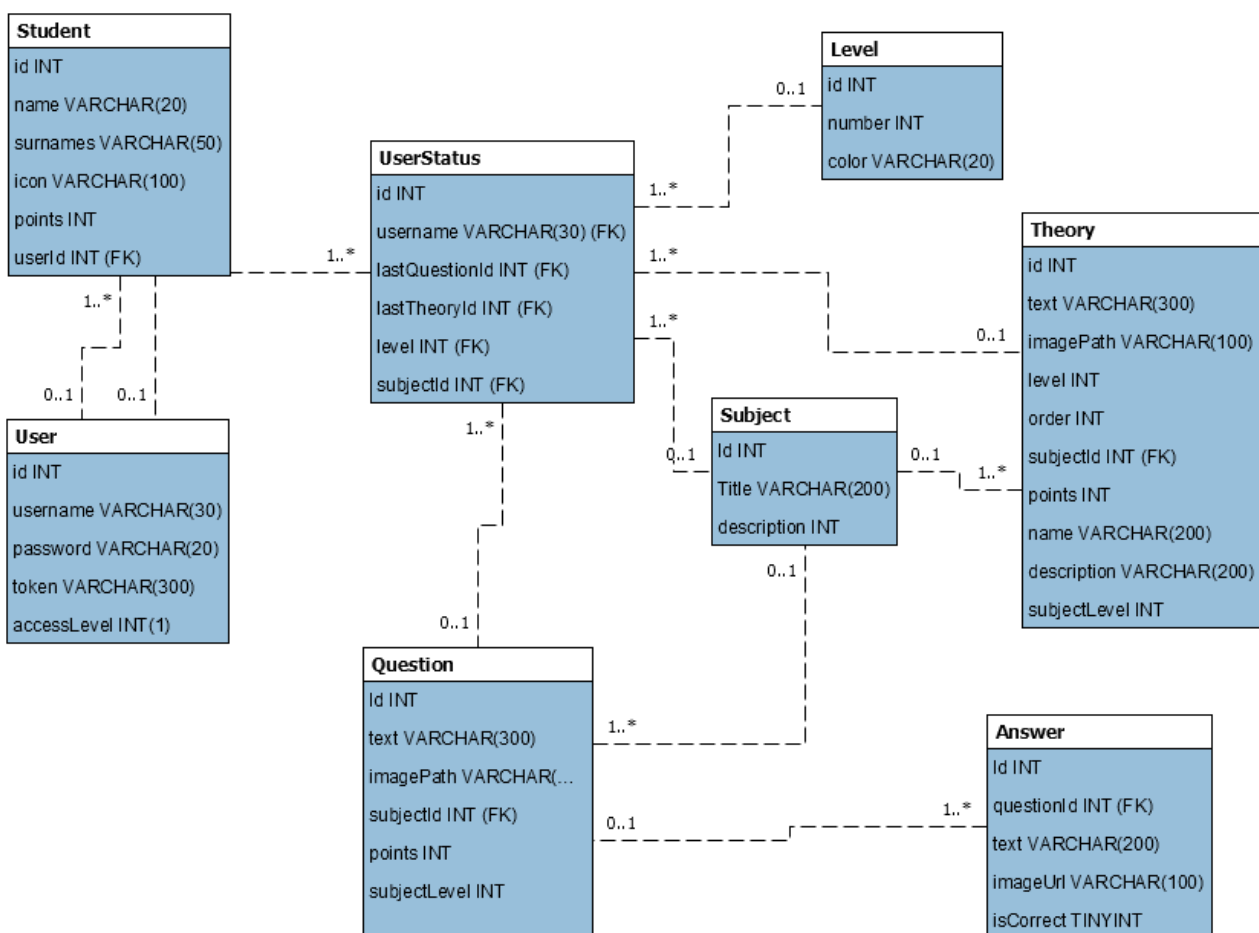 Student
id INT
name VARCHAR(20)
surnames VARCHAR(50)
icon VARCHAR(100)
points INT
userId INT (FK)
1..*
0..1
0..1
User
id INT
username VARCHAR(30)
password VARCHAR(20)
token VARCHAR(300)
accessLevel INT(1)
1..*
UserStatus
id INT
username VARCHAR(30) (FK)
lastQuestionId INT (FK)
lastTheoryId INT (FK)
level INT (FK)
subjectId INT (FK)
1..*
1..*
1..*
1..*
0..1
Level
id INT
number INT
color VARCHAR(20)
0..1
Theory
id INT
text VARCHAR(300)
imagePath VARCHAR(100)
level INT
order INT
subjectId INT (FK)
points INT
name VARCHAR(200)
description VARCHAR(200)
subjectLevel INT
0..1
Subject
Id INT
Title VARCHAR(200)
description INT
0..1
1..*
0..1
0..1
Question
Id INT
text VARCHAR(300)
imagePath VARCHAR(...
subjectId INT (FK)
points INT
subjectLevel INT
1..*
0..1
1..*
Answer
Id INT
questionId INT (FK)
text VARCHAR(200)
imageUrl VARCHAR(100)
isCorrect TINYINT